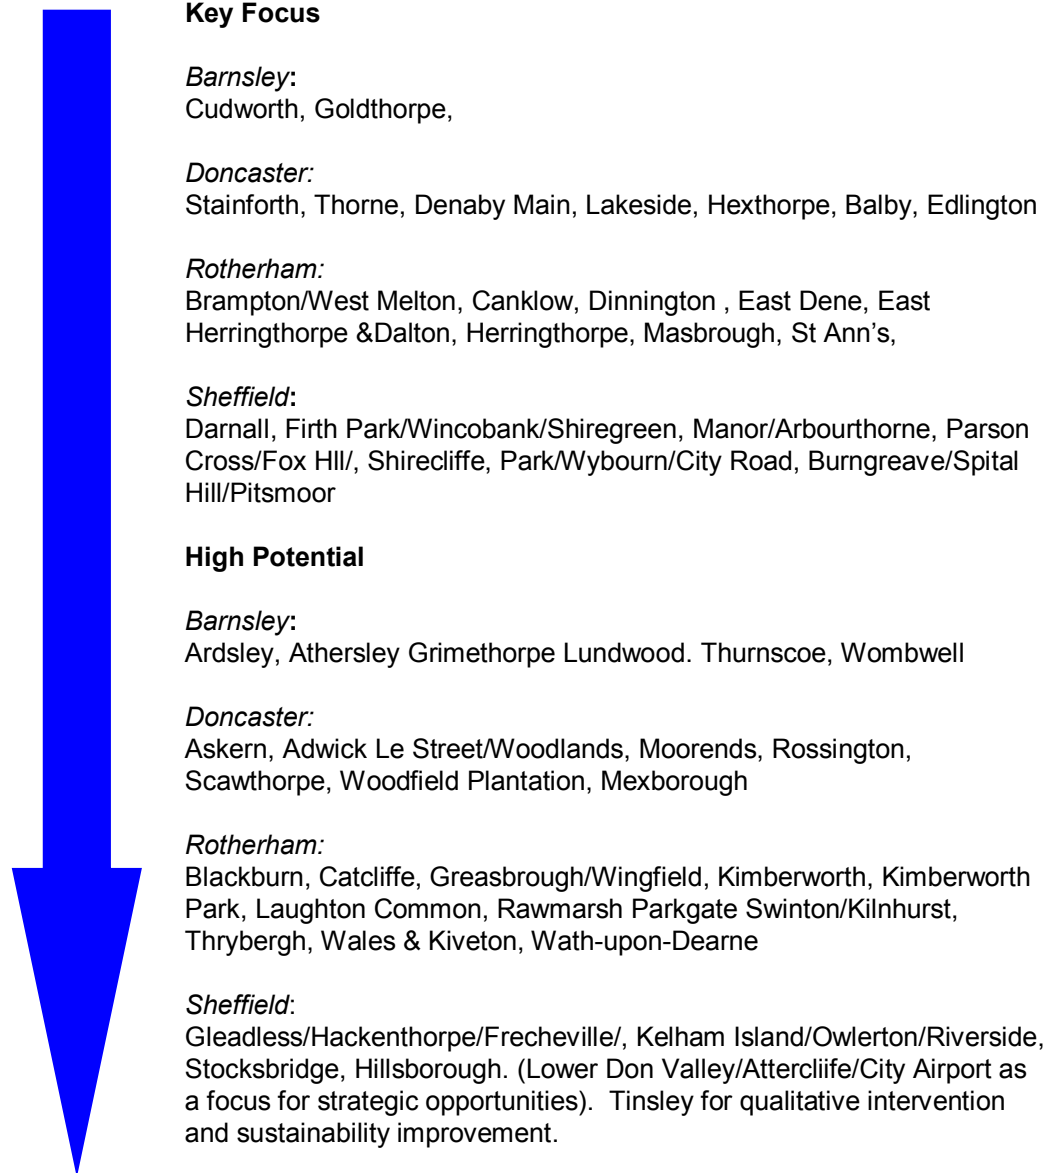 Key Focus
Barnsley:
Cudworth, Goldthorpe,
Doncaster:
Stainforth, Thorne, Denaby Main, Lakeside, Hexthorpe, Balby, Edlington
Rotherham:
Brampton/West Melton, Canklow, Dinnington , East Dene, East
Herringthorpe &Dalton, Herringthorpe, Masbrough, St Ann’s,
Sheffield:
Darnall, Firth Park/Wincobank/Shiregreen, Manor/Arbourthorne, Parson
Cross/Fox Hll/, Shirecliffe, Park/Wybourn/City Road, Burngreave/Spital
Hill/Pitsmoor
High Potential
Barnsley:
Ardsley, Athersley Grimethorpe Lundwood. Thurnscoe, Wombwell
Doncaster:
Askern, Adwick Le Street/Woodlands, Moorends, Rossington,
Scawthorpe, Woodfield Plantation, Mexborough
Rotherham:
Blackburn, Catcliffe, Greasbrough/Wingfield, Kimberworth, Kimberworth
Park, Laughton Common, Rawmarsh Parkgate Swinton/Kilnhurst,
Thrybergh, Wales & Kiveton, Wath-upon-Dearne
Sheffield:
Gleadless/Hackenthorpe/Frecheville/, Kelham Island/Owlerton/Riverside,
Stocksbridge, Hillsborough. (Lower Don Valley/Attercliife/City Airport as
a focus for strategic opportunities).  Tinsley for qualitative intervention
and sustainability improvement.